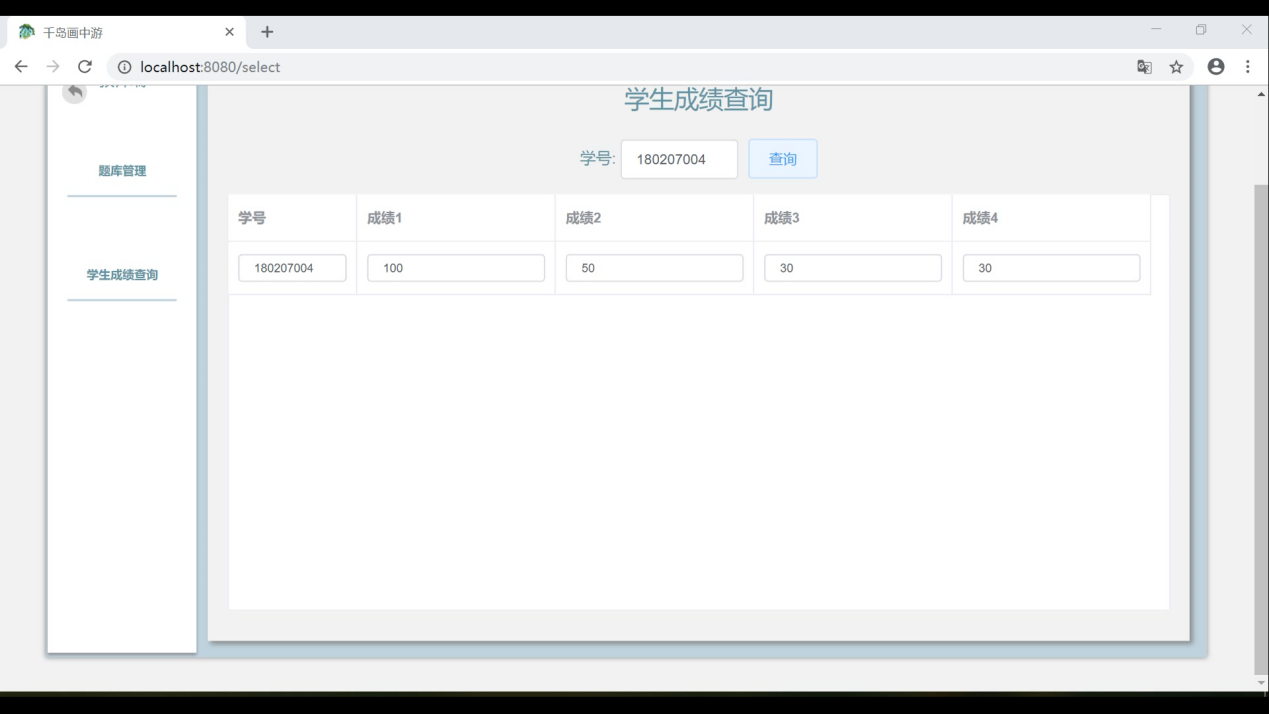 千岛画中游
localhost:8080/select
学生成绩查询
学号: 180207004 查询
题库管理
学生成绩查询
学号 成绩1 成绩2 成绩3 成绩4
180207004 100 50 30 30